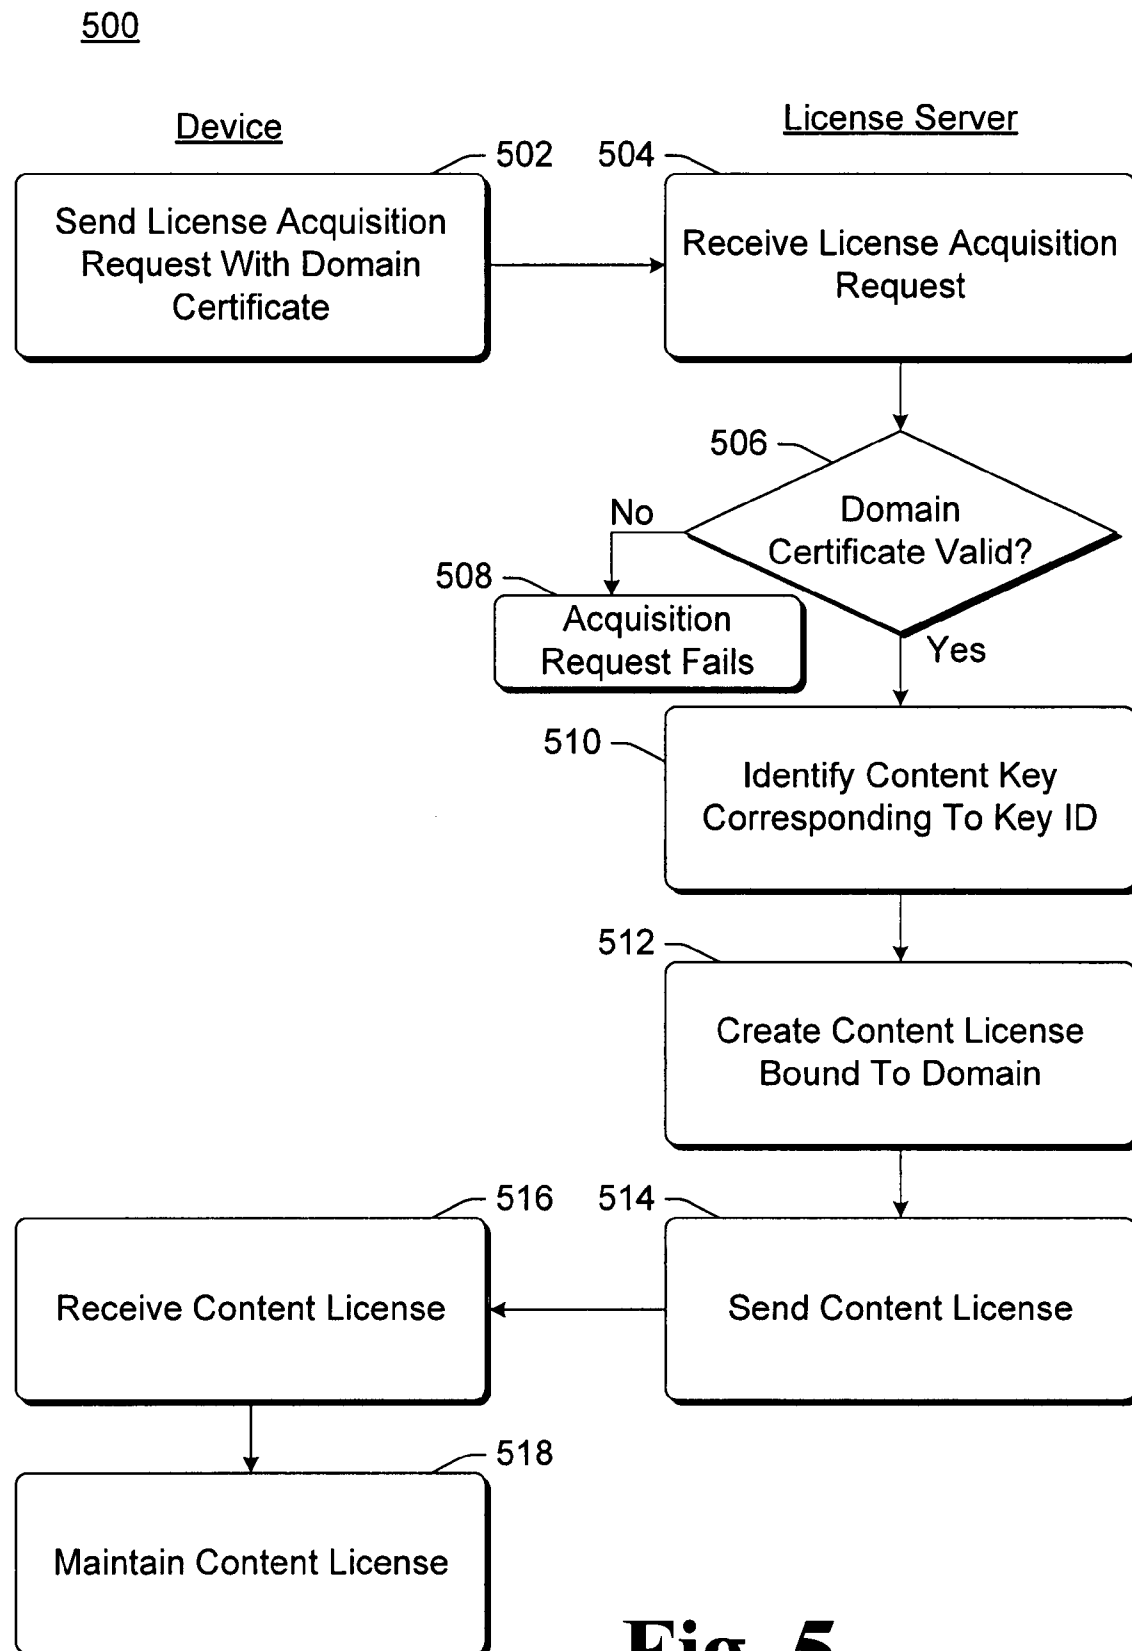 500
Device
License Server
502
504
Send License Acquisition
Request With Domain
Certificate
Receive License Acquisition
Request
506
Domain
Certificate Valid?
No
Yes
508
Acquisition
Request Fails
510
Identify Content Key
Corresponding To Key ID
512
Create Content License
Bound To Domain
516
514
Receive Content License
Send Content License
518
Maintain Content License
Fig. 5